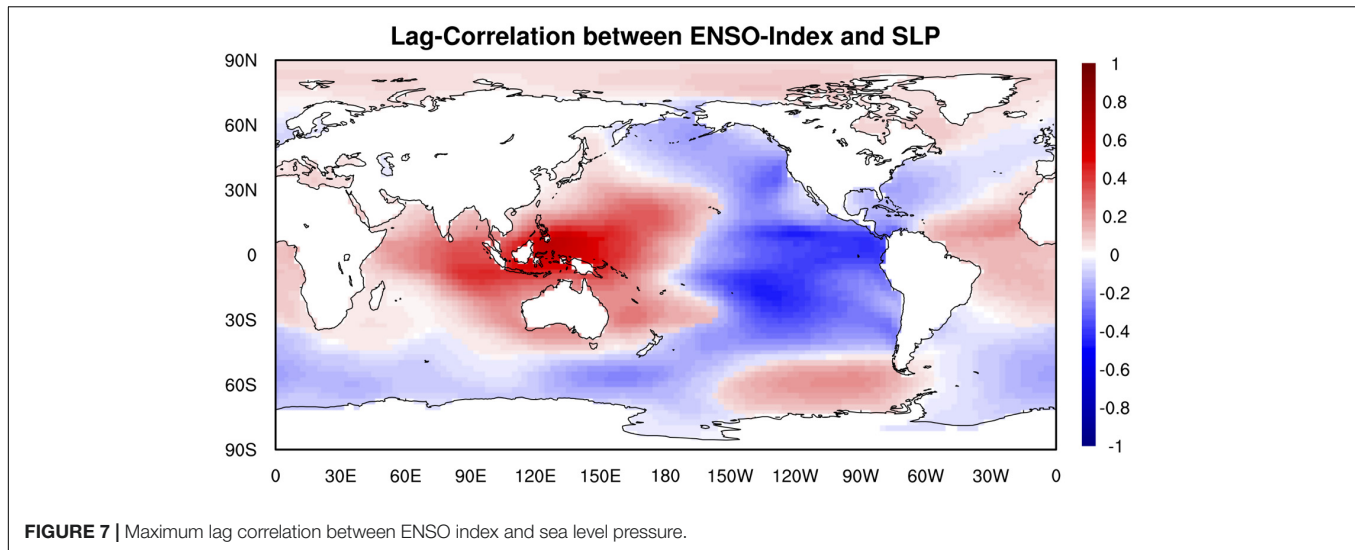 Lag-Correlation between ENSO-Index and SLP
90N
60N
30N
0
30S
60S
90S
0 30E 60E 90E 120E 150E 180E 150W 120W 90W 60W 30W 0
1
0.8
0.6
0.4
0.2
0
-0.2
-0.4
-0.6
-0.8
-1
FIGURE 7 | Maximum lag correlation between ENSO index and sea level pressure.